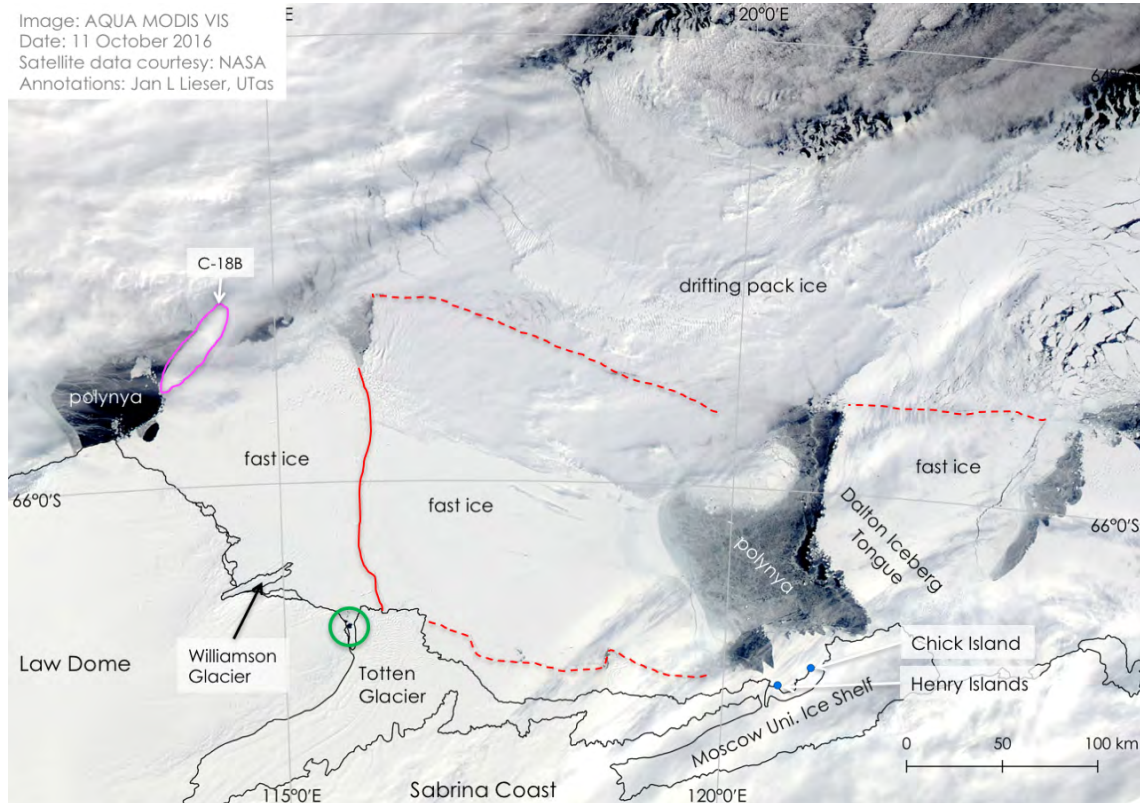 Image: AQUA MODIS VIS
Date: 11 October 2016
Satellite data courtesy: NASA
Annotations: Jan L Lieser, UTas
120°0'E
64°0'S
C-18B
drifting pack ice
polynya
fast ice
fast ice
fast ice
66°0'S
66°0'S
polynya
Dalton Iceberg
Tongue
Law Dome
Williamson
Glacier
Totten
Glacier
Chick Island
Henry Islands
Moscow Uni. Ice Shelf
0 50 100 km
115°0'E
Sabrina Coast
120°0'E